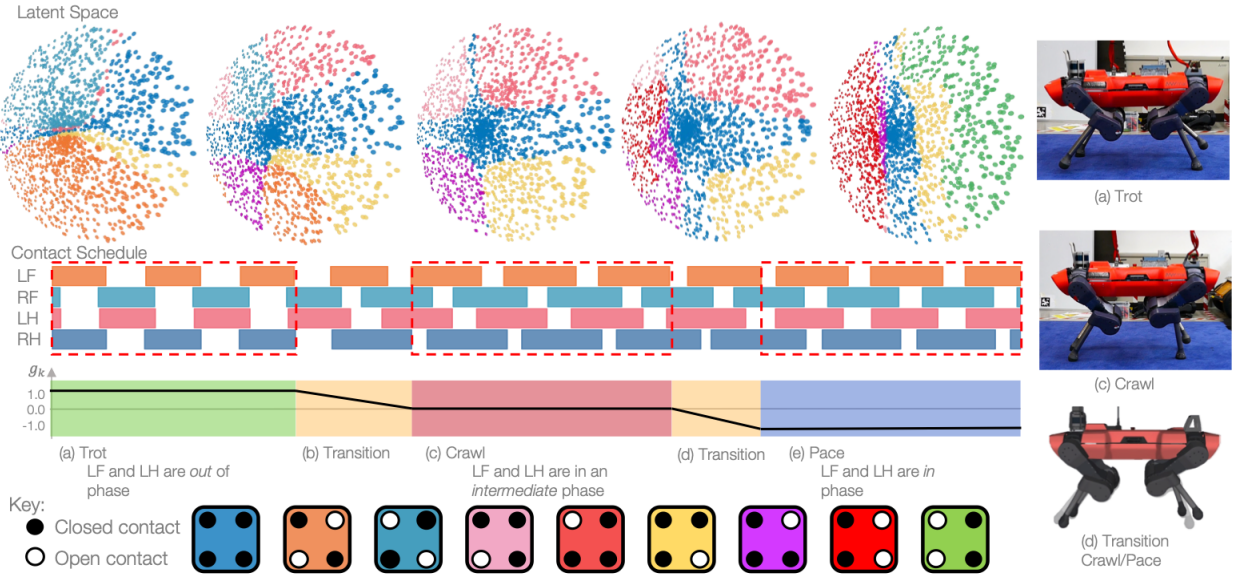 Latent Space
Contact Schedule
LF
RF
LH
RH
gk
1.0
0.0
-1.0
(a) Trot
LF and LH are out of
phase
(b) Transition
(c) Crawl
LF and LH are in an
intermediate phase
(d) Transition
(e) Pace
LF and LH are in
phase
Key:
Closed contact
Open contact
(a) Trot
(c) Crawl
(d) Transition
Crawl/Pace